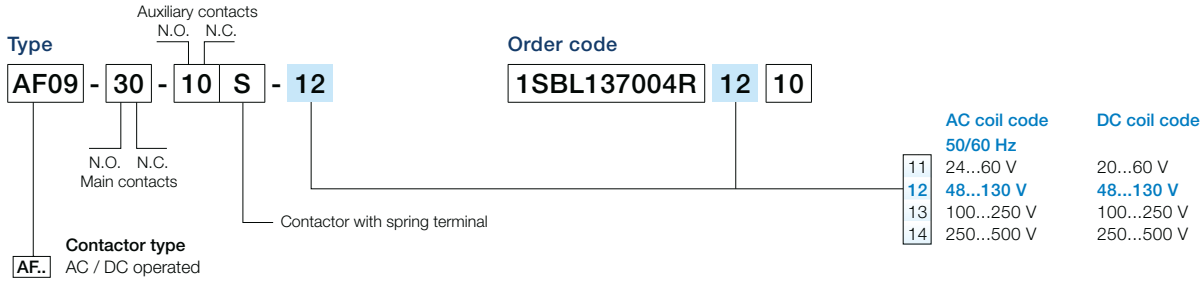 Auxiliary contacts
N.O. N.C.
Type
Order code
AF09 - 30 - 10 S - 12
1SBL137004R 12 10
AC coil code DC coil code
50/60 Hz
N.O. N.C.
Main contacts
11 24...60 V 20...60 V
12 48...130 V 48...130 V
13 100...250 V 100...250 V
14 250...500 V 250...500 V
Contactor with spring terminal
Contactor type
AF.. AC / DC operated